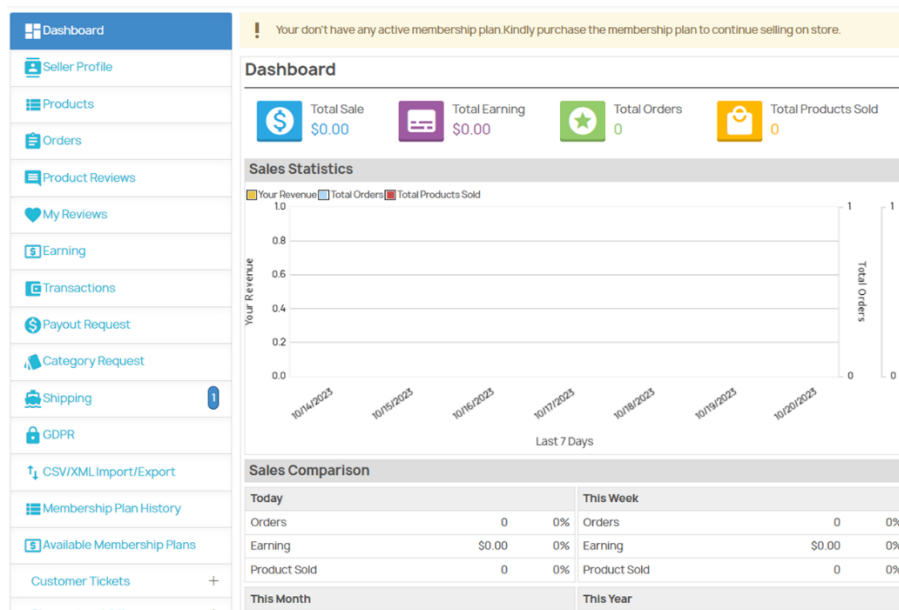 Dashboard
Seller Profile
Products
Orders
Product Reviews
My Reviews
Earning
Transactions
Payout Request
Category Request
Shipping 1
GDPR
CSV/XML Import/Export
Membership Plan History
Available Membership Plans
Customer Tickets +
! Your don't have any active membership plan.Kindly purchase the membership plan to continue selling on store.
Dashboard
Total Sale
$0.00
Total Earning
$0.00
Total Orders
0
Total Products Sold
0
Sales Statistics
Your Revenue Total Orders Total Products Sold
1.0
0.8
0.6
0.4
0.2
0.0
Your Revenue
1
0
Total Orders
1
0
10/14/2023 10/15/2023 10/16/2023 10/17/2023 10/18/2023 10/19/2023 10/20/2023
Last 7 Days
Sales Comparison
Today This Week
Orders 0 0% Orders 0 0%
Earning $0.00 0% Earning $0.00 0%
Product Sold 0 0% Product Sold 0 0%
This Month This Year